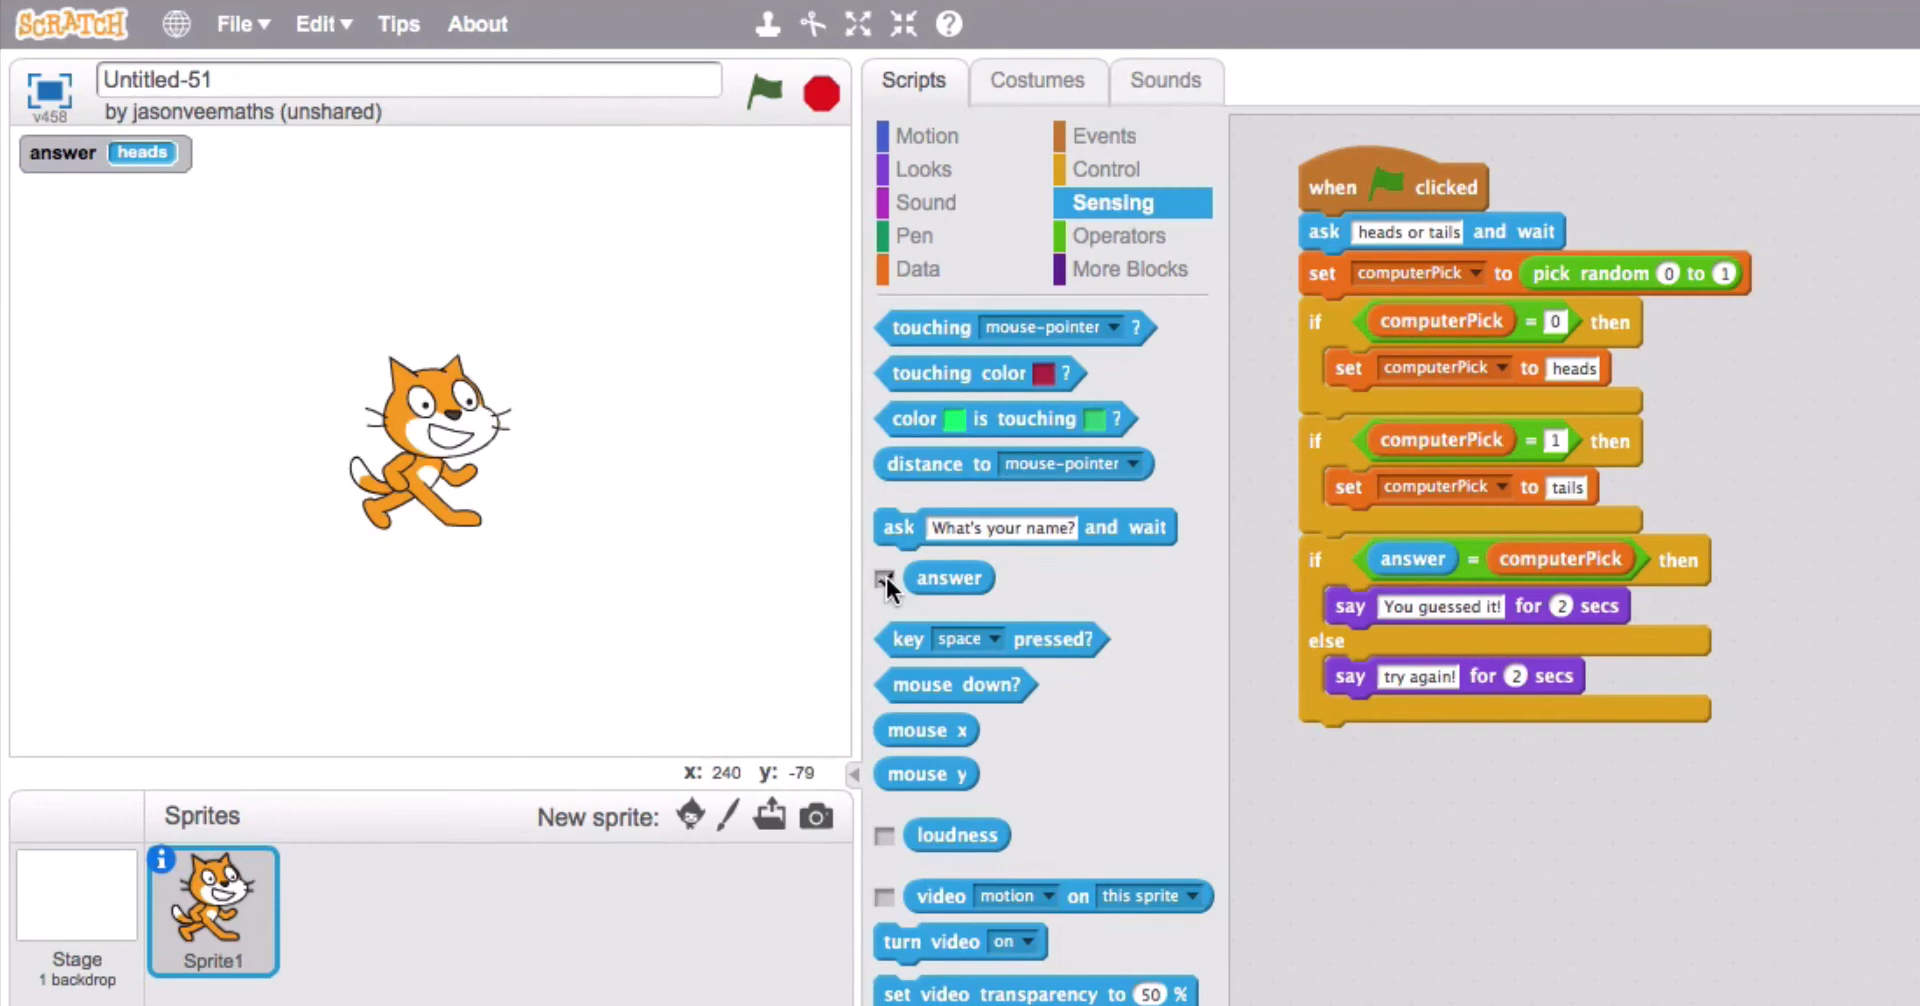 SCRATCH File Edit Tips About
Untitled-51
v458
by jasonveemaths (unshared)
answer heads
x: 240 y: -79
Sprites New sprite:
Stage
1 backdrop
Sprite1
Scripts Costumes Sounds
Motion Events
Looks Control
Sound Sensing
Pen Operators
Data More Blocks
touching mouse-pointer ?
touching color ?
color is touching ?
distance to mouse-pointer
ask What's your name? and wait
answer
key space pressed?
mouse down?
mouse x
mouse y
loudness
video motion on this sprite
turn video on
set video transparency to 50 %
when clicked
ask heads or tails and wait
set computerPick to pick random 0 to 1
if computerPick = 0 then
set computerPick to heads
if computerPick = 1 then
set computerPick to tails
if answer = computerPick then
say You guessed it! for 2 secs
else
say try again! for 2 secs